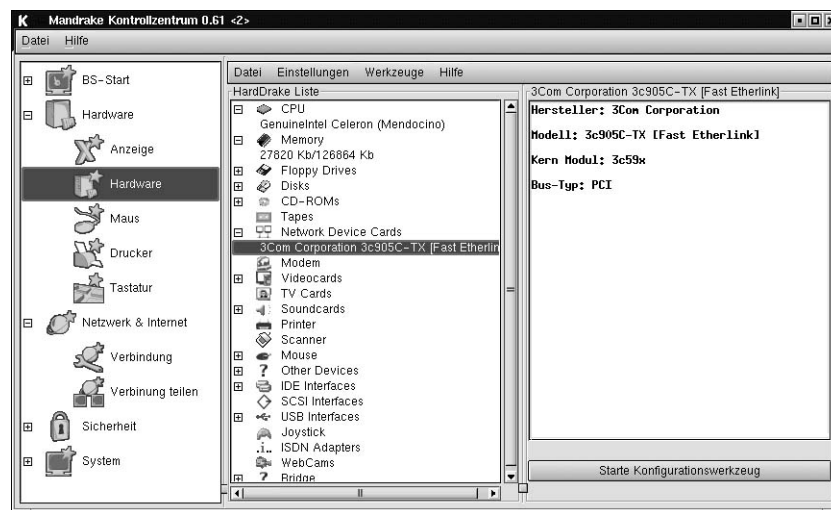 Mandrake Kontrollzentrum 0.61 <2>
Datei Hilfe
BS-Start
Hardware
Anzeige
Hardware
Maus
Drucker
Tastatur
Netzwerk & Internet
Verbindung
Verbinung teilen
Sicherheit
System
Datei Einstellungen Werkzeuge Hilfe
HardDrake Liste
CPU
GenuineIntel Celeron (Mendocino)
Memory
27820 Kb/126864 Kb
Floppy Drives
Disks
CD-ROMs
Tapes
Network Device Cards
3Com Corporation 3c905C-TX [Fast Etherlin
Modem
Videocards
TV Cards
Soundcards
Printer
Scanner
Mouse
Other Devices
IDE Interfaces
SCSI Interfaces
USB Interfaces
Joystick
ISDN Adapters
WebCams
Bridge
3Com Corporation 3c905C-TX [Fast Etherlink]
Hersteller: 3Com Corporation
Modell: 3c905C-TX [Fast Etherlink]
Kern Modul: 3c59x
Bus-Typ: PCI
Starte Konfigurationswerkzeug